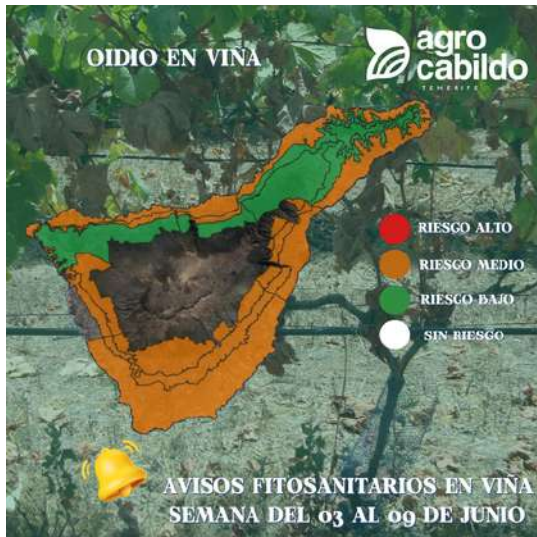 OIDIO EN VIÑA
agro
cabildo
TENERIFE
RIESGO ALTO
RIESGO MEDIO
RIESGO BAJO
SIN RIESGO
AVISOS FITOSANITARIOS EN VIÑA
SEMANA DEL 03 AL 09 DE JUNIO